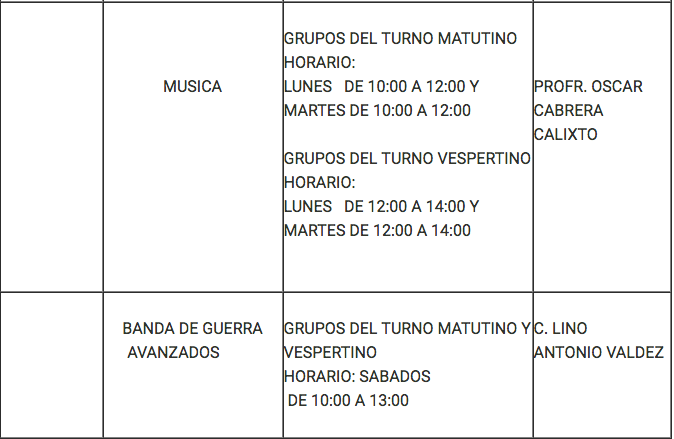 MUSICA
GRUPOS DEL TURNO MATUTINO
HORARIO:
LUNES DE 10:00 A 12:00 Y
MARTES DE 10:00 A 12:00
GRUPOS DEL TURNO VESPERTINO
HORARIO:
LUNES DE 12:00 A 14:00 Y
MARTES DE 12:00 A 14:00
PROFR. OSCAR
CABRERA
CALIXTO
BANDA DE GUERRA
AVANZADOS
GRUPOS DEL TURNO MATUTINO Y
VESPERTINO
HORARIO: SABADOS
DE 10:00 A 13:00
C. LINO
ANTONIO VALDEZ